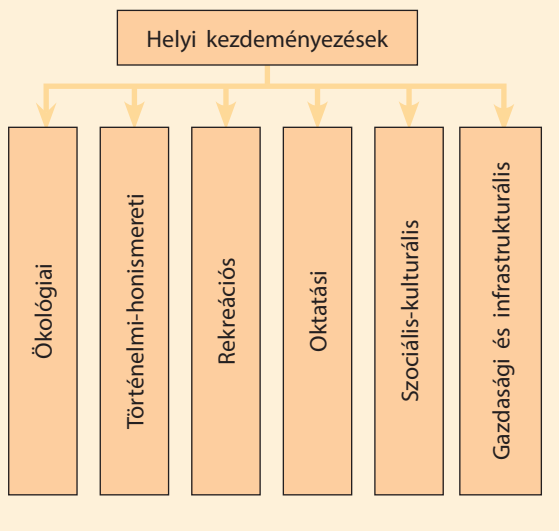 Helyi kezdeményezések
Ökológiai
Történelmi-honismereti
Rekreációs
Oktatási
Szociális-kulturális
Gazdasági és infrastrukturális